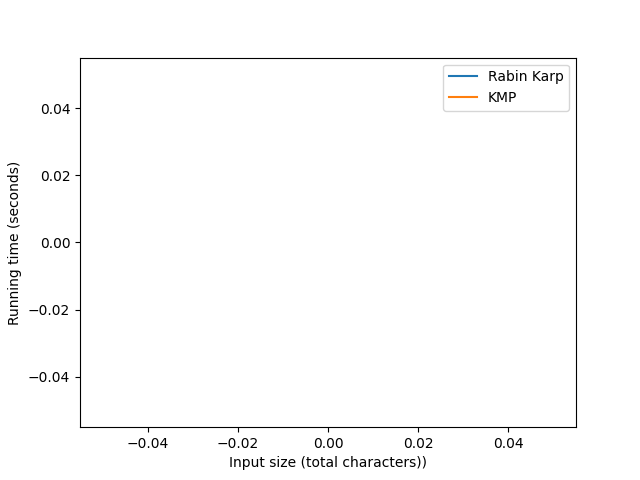 Rabin Karp
KMP
0.04
0.02
0.00
−0.02
−0.04
Running time (seconds)
−0.04 −0.02 0.00 0.02 0.04
Input size (total characters))